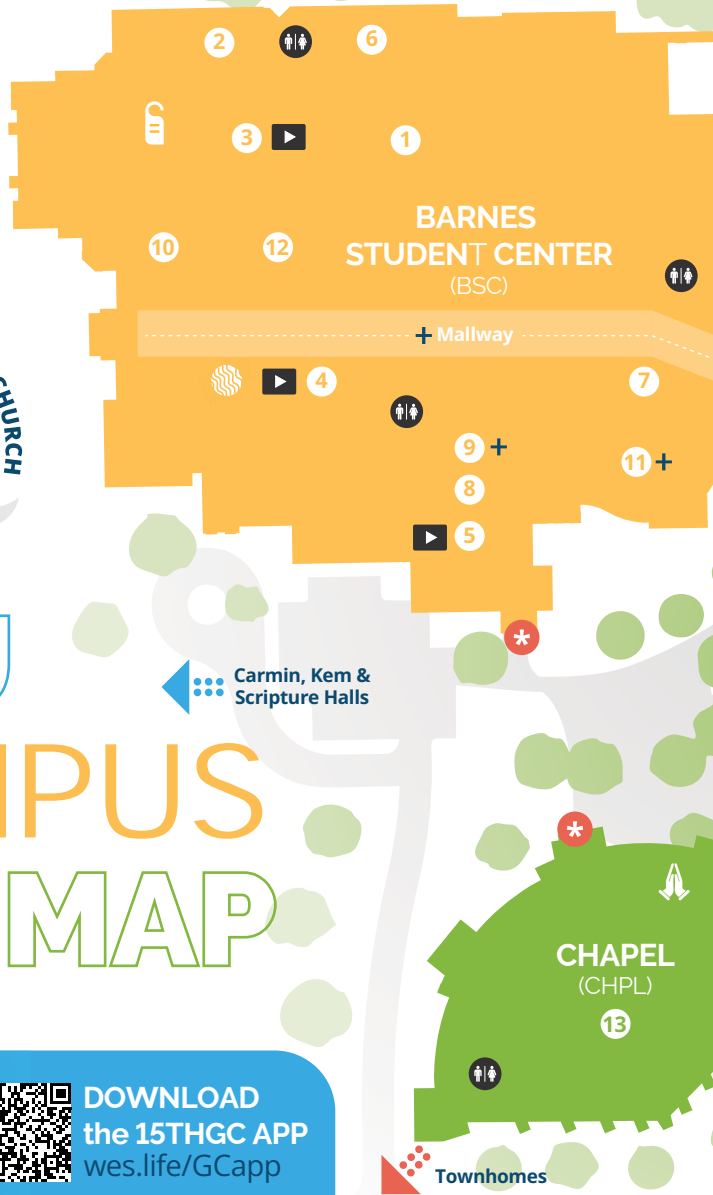 2
6
3
1
BARNES
STUDENT CENTER
(BSC)
10
12
+ Mallway
4
7
9 +
11 +
8
5
CHURCH
*
Carmin, Kem &
Scripture Halls
MPUS
MAP
*
CHAPEL
(CHPL)
13
DOWNLOAD
the 15THGC APP
wes.life/GCapp
Townhomes